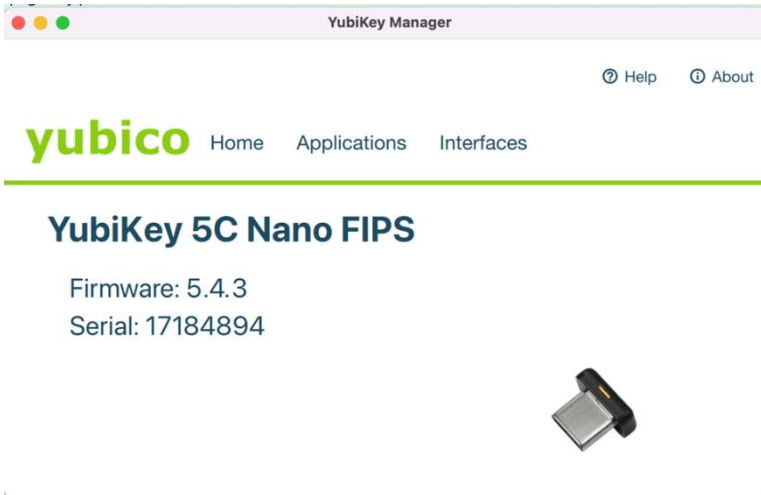 YubiKey Manager
Help About
yubico Home Applications Interfaces
YubiKey 5C Nano FIPS
Firmware: 5.4.3
Serial: 17184894